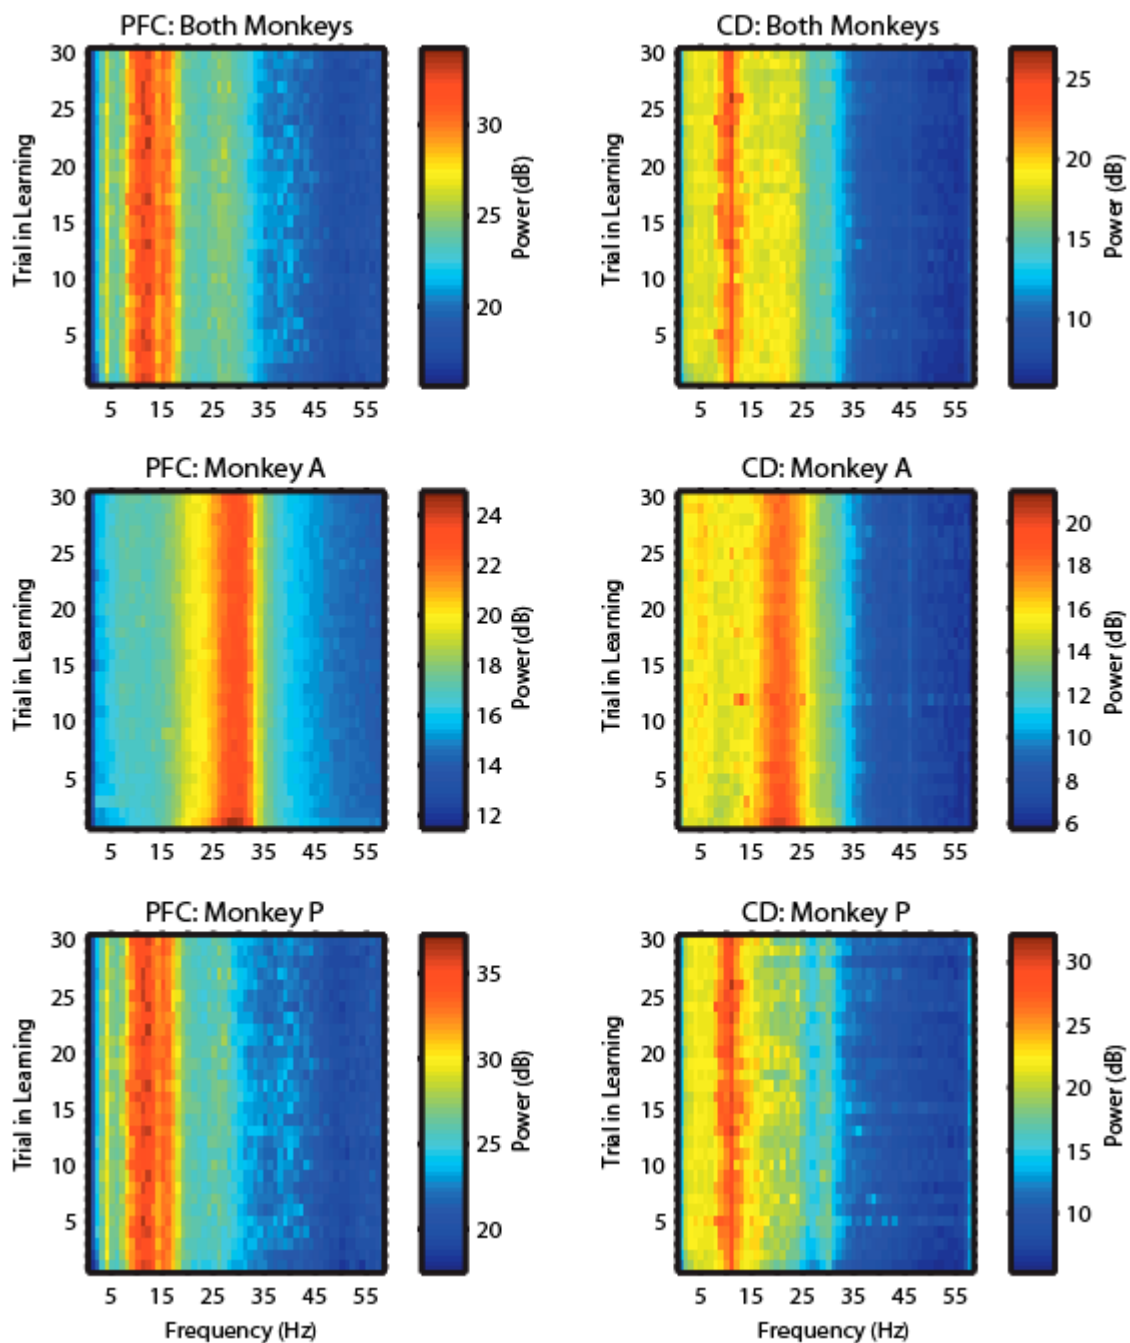 PFC: Both Monkeys
CD: Both Monkeys
30
25
20
15
10
5
Trial in Learning
5 15 25 35 45 55
30
25
20
Power (dB)
30
25
20
15
10
5
Trial in Learning
5 15 25 35 45 55
25
20
15
10
Power (dB)
PFC: Monkey A
CD: Monkey A
30
25
20
15
10
5
Trial in Learning
5 15 25 35 45 55
24
22
20
18
16
14
12
Power (dB)
30
25
20
15
10
5
Trial in Learning
5 15 25 35 45 55
20
18
16
14
12
10
8
6
Power (dB)
PFC: Monkey P
CD: Monkey P
30
25
20
15
10
5
Trial in Learning
5 15 25 35 45 55
Frequency (Hz)
35
30
25
20
Power (dB)
30
25
20
15
10
5
Trial in Learning
5 15 25 35 45 55
Frequency (Hz)
30
25
20
15
10
Power (dB)